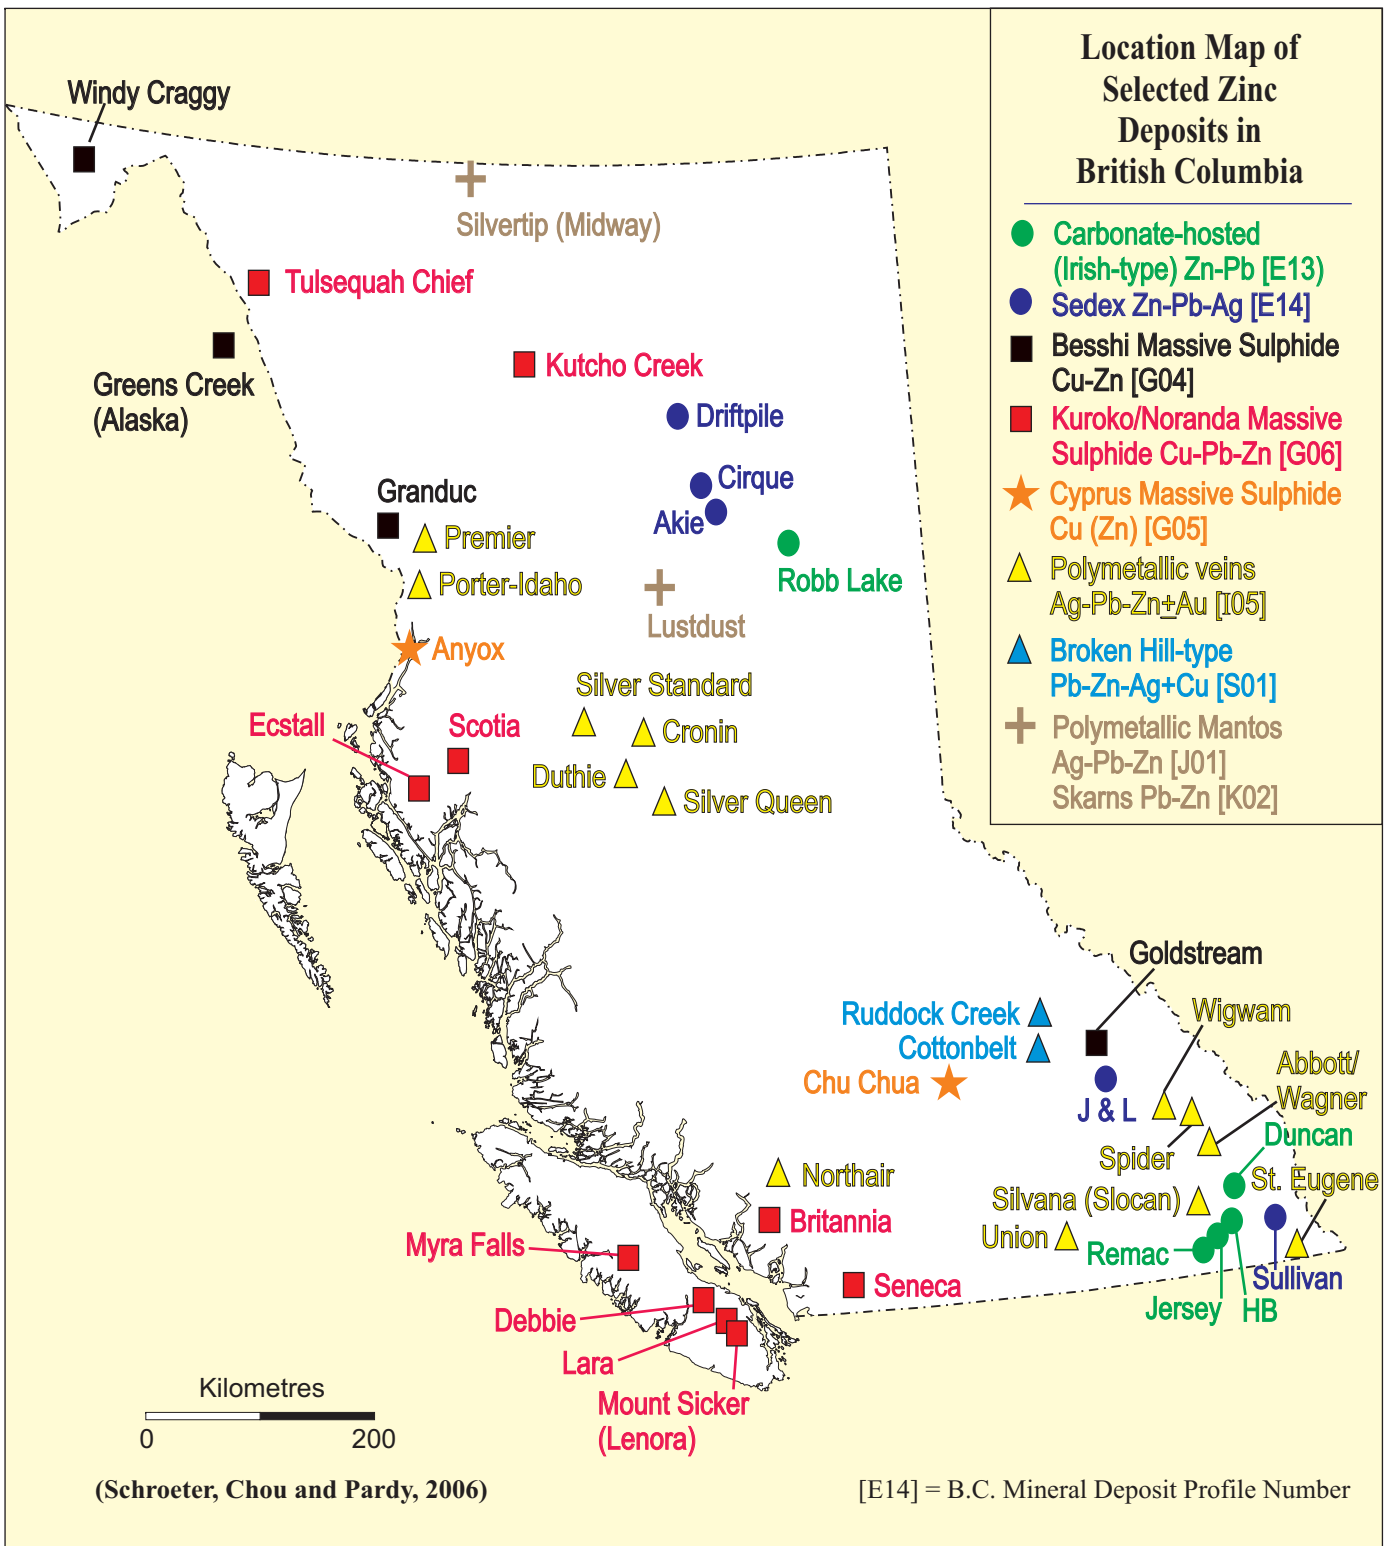 Location Map of
Selected Zinc
Deposits in
British Columbia
Carbonate-hosted
(Irish-type) Zn-Pb [E13)
Sedex Zn-Pb-Ag [E14]
Besshi Massive Sulphide
Cu-Zn [G04]
Kuroko/Noranda Massive
Sulphide Cu-Pb-Zn [G06]
Cyprus Massive Sulphide
Cu (Zn) [G05]
Polymetallic veins
Ag-Pb-Zn±Au [I05]
Broken Hill-type
Pb-Zn-Ag+Cu [S01]
Polymetallic Mantos
Ag-Pb-Zn [J01]
Skarns Pb-Zn [K02]
Windy Craggy
Silvertip (Midway)
Tulsequah Chief
Greens Creek
(Alaska)
Kutcho Creek
Driftpile
Cirque
Akie
Granduc
Premier
Porter-Idaho
Robb Lake
Lustdust
Anyox
Silver Standard
Ecstall
Scotia
Cronin
Duthie
Silver Queen
Goldstream
Ruddock Creek
Wigwam
Cottonbelt
Chu Chua
Abbott/
Wagner
J & L
Duncan
Spider
Northair
St. Eugene
Silvana (Slocan)
Britannia
Union
Myra Falls
Remac
Seneca
Sullivan
Jersey
HB
Debbie
Lara
Mount Sicker
(Lenora)
Kilometres
0
200
(Schroeter, Chou and Pardy, 2006)
[E14] = B.C. Mineral Deposit Profile Number